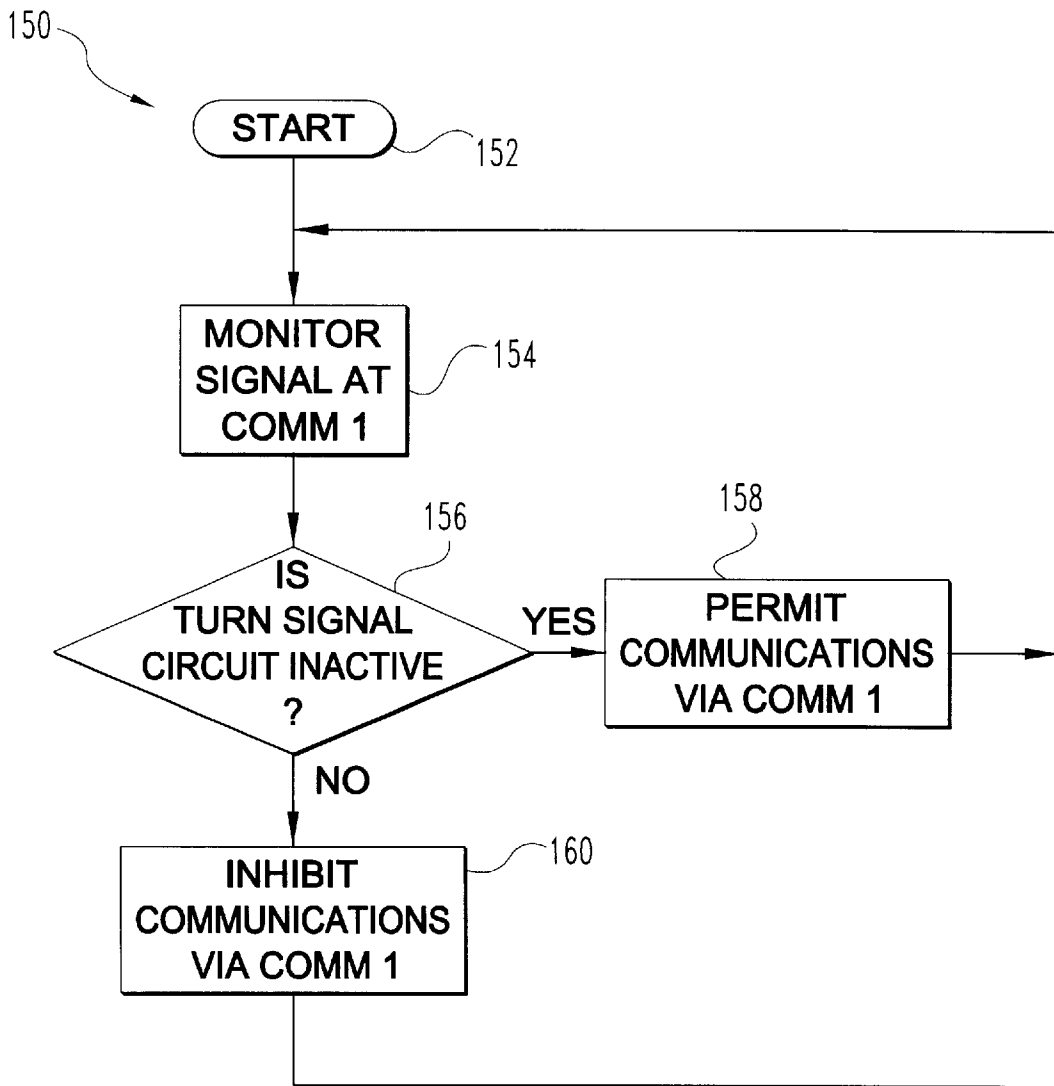 150
START
152
MONITOR
SIGNAL AT
COMM 1
154
IS
TURN SIGNAL
CIRCUIT INACTIVE
?
156
YES
158
PERMIT
COMMUNICATIONS
VIA COMM 1
NO
INHIBIT
COMMUNICATIONS
VIA COMM 1
160